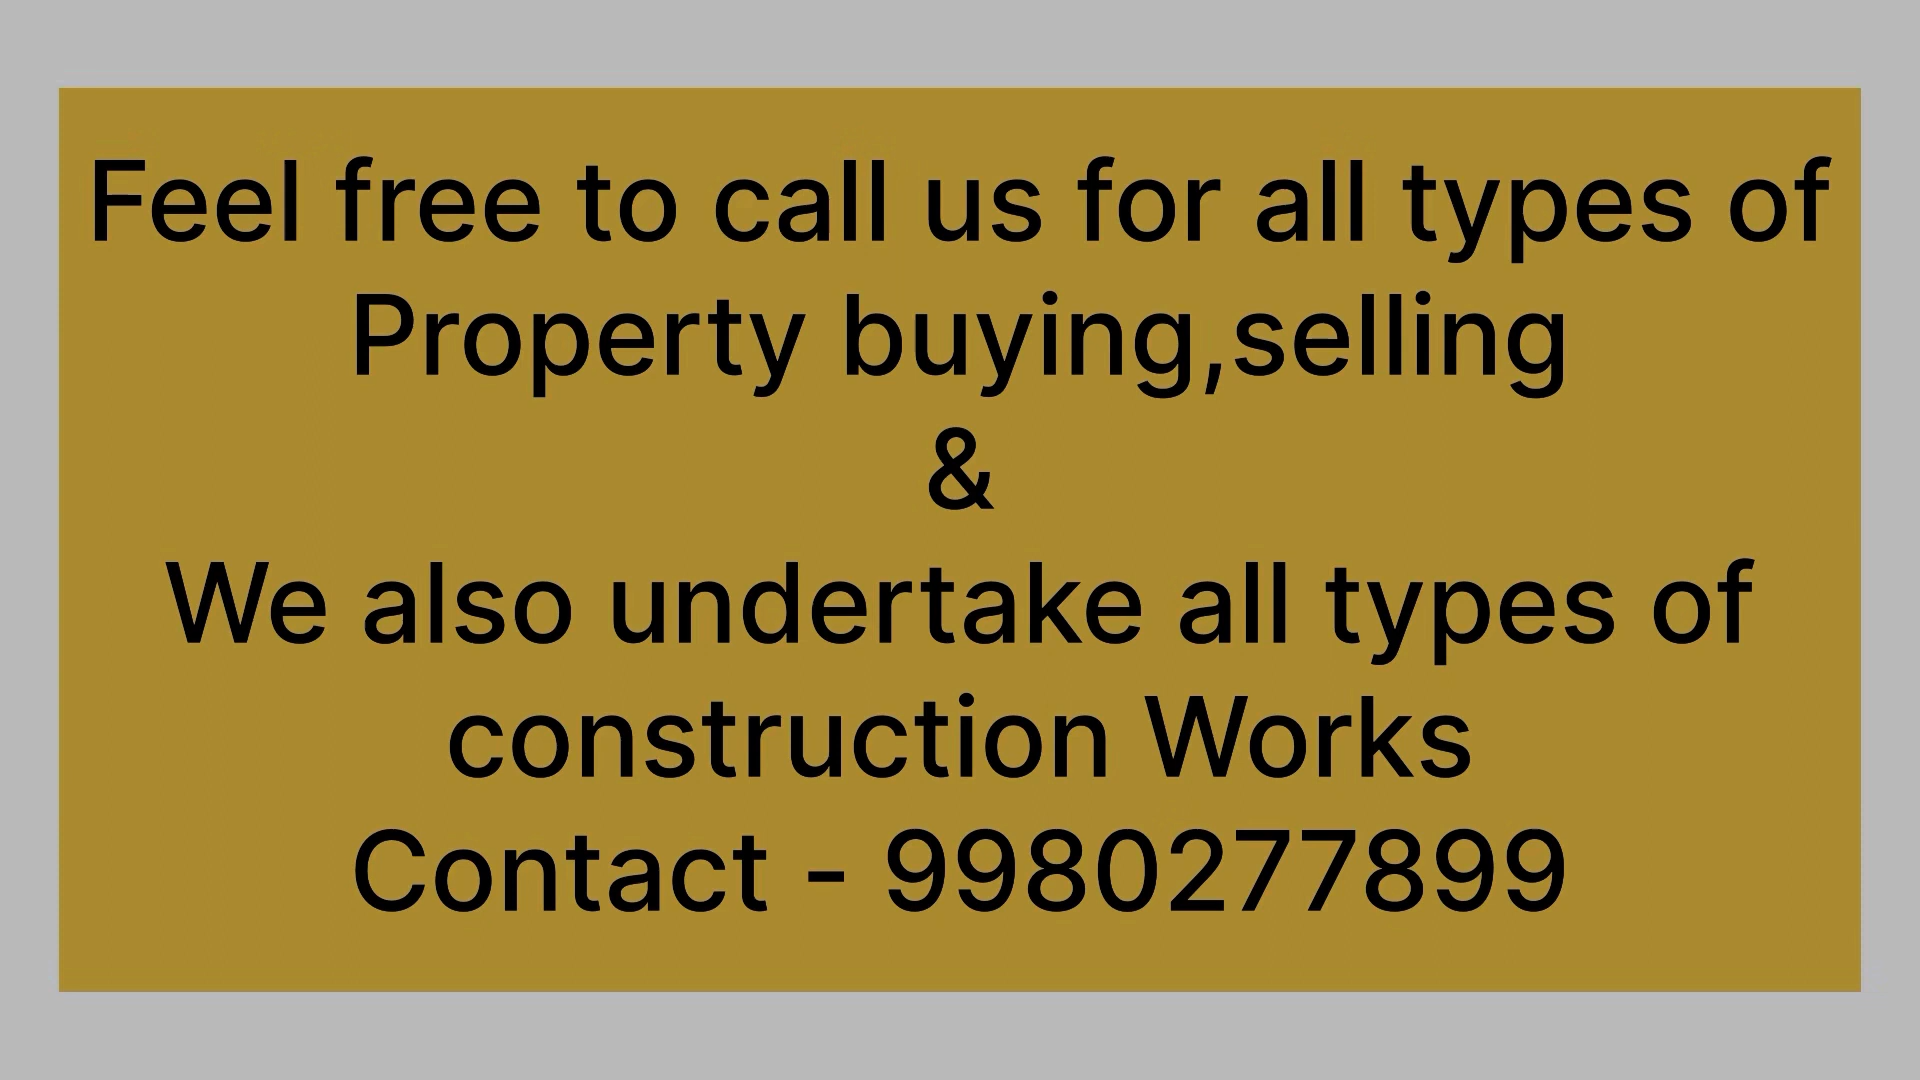 Feel free to call us for all types of
Property buying,selling
&
We also undertake all types of
construction Works
Contact - 9980277899